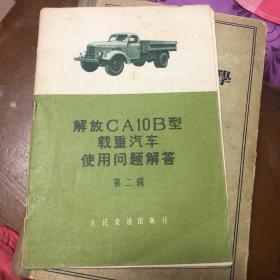 解放CA10B型
载重汽车
使用问题解答
第二辑
人民交通出版社
學